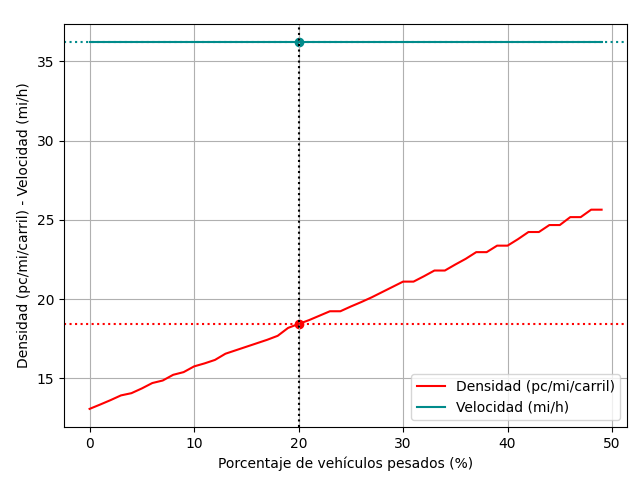 35
30
25
20
15
0
10
20
30
40
50
Densidad (pc/mi/carril) - Velocidad (mi/h)
Porcentaje de vehículos pesados (%)
Densidad (pc/mi/carril)
Velocidad (mi/h)